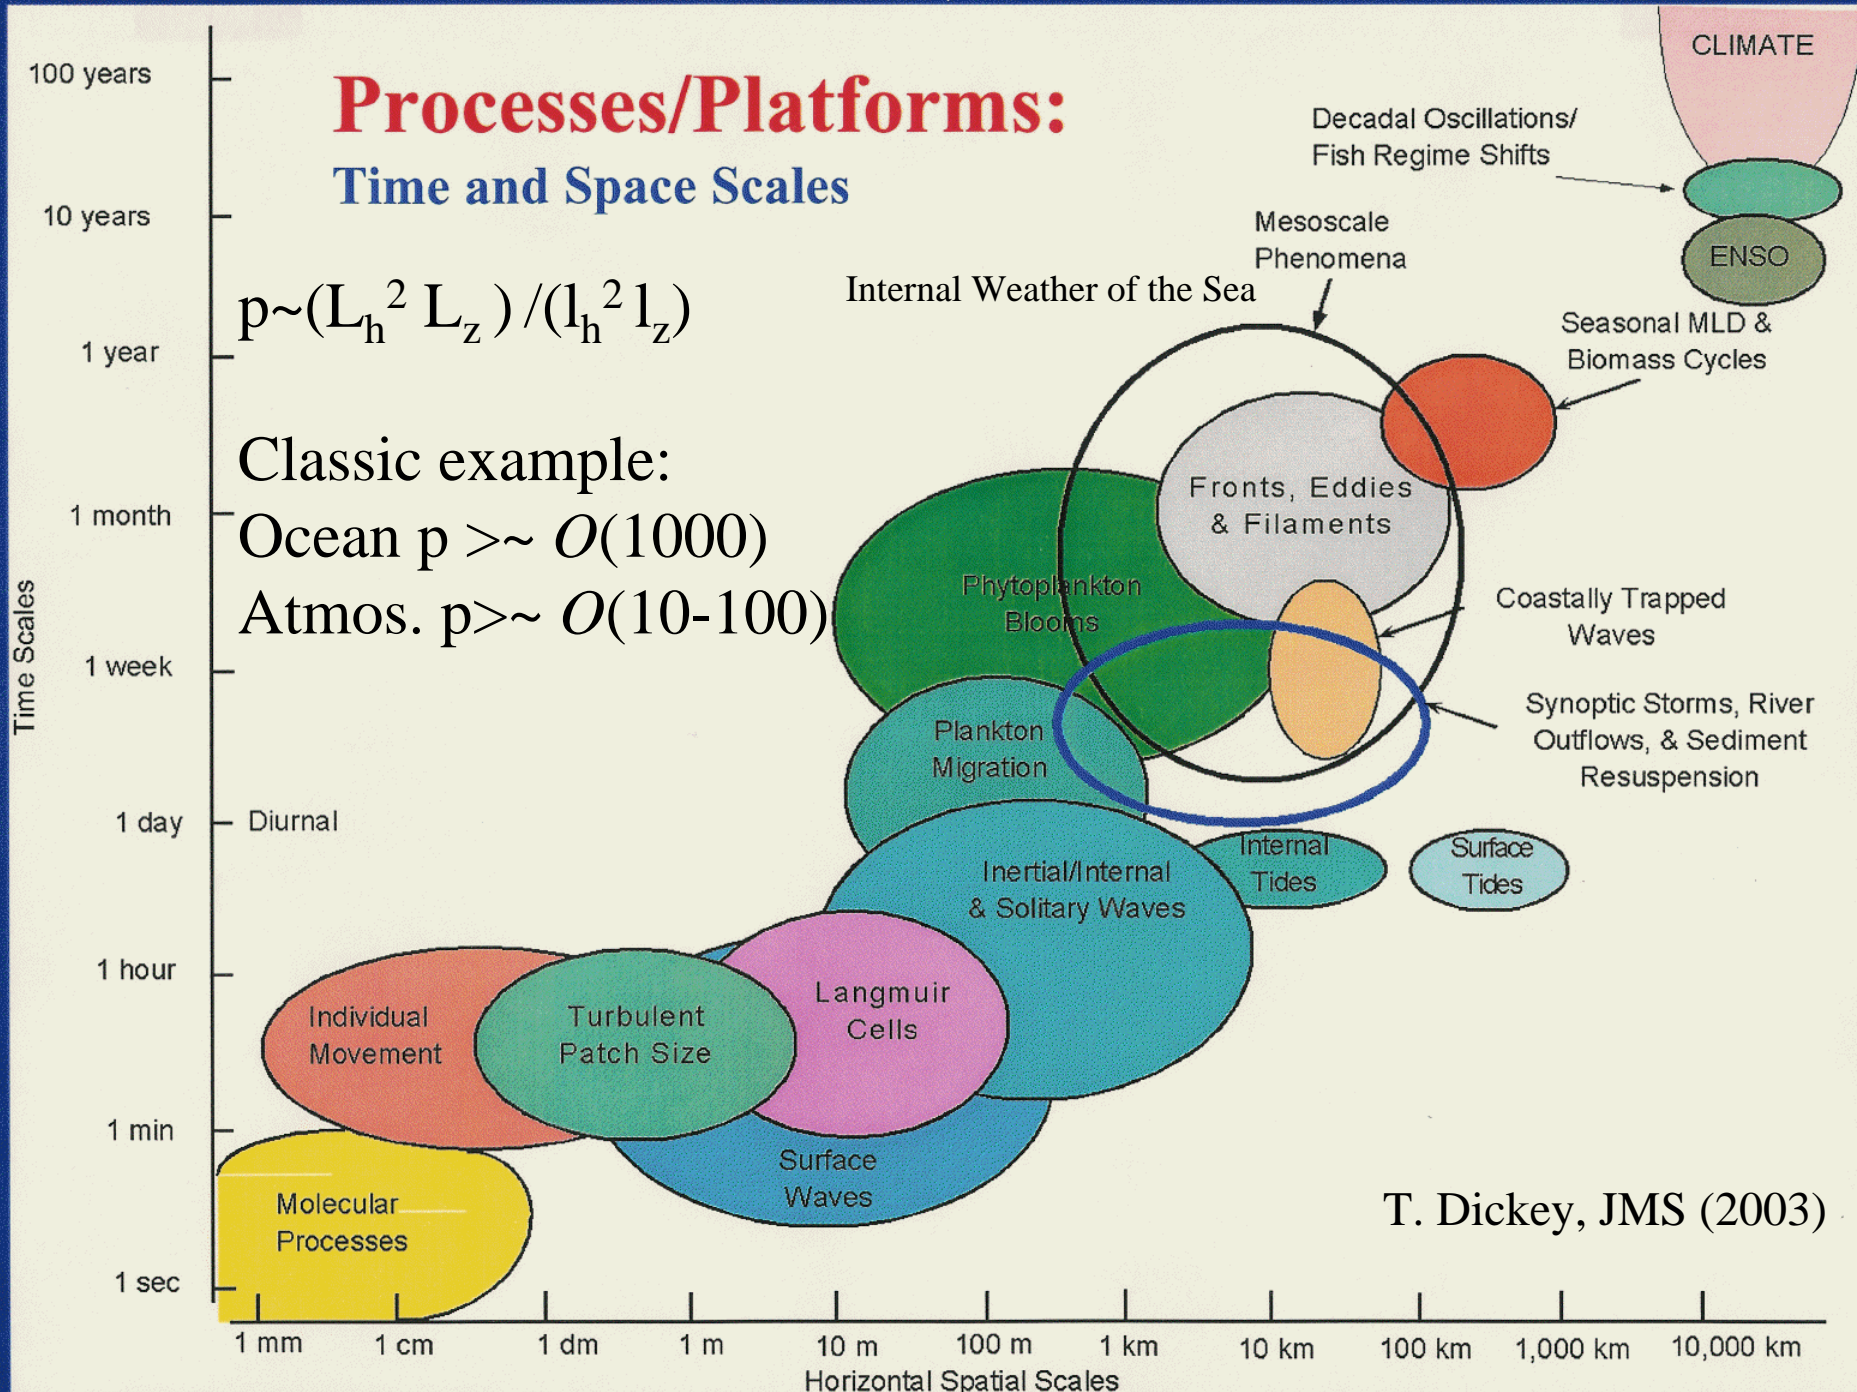 Processes/Platforms:
Time and Space Scales
p~(Lh² Lz ) /(lh² lz)
Internal Weather of the Sea
Classic example:
Ocean p >~ O(1000)
Atmos. p>~ O(10-100)
CLIMATE
Decadal Oscillations/
Fish Regime Shifts
ENSO
Mesoscale
Phenomena
Seasonal MLD &
Biomass Cycles
Fronts, Eddies
& Filaments
Phytoplankton
Blooms
Coastally Trapped
Waves
Synoptic Storms, River
Outflows, & Sediment
Resuspension
Plankton
Migration
Diurnal
Internal
Tides
Surface
Tides
Inertial/Internal
& Solitary Waves
Langmuir
Cells
Individual
Movement
Turbulent
Patch Size
Surface
Waves
Molecular
Processes
T. Dickey, JMS (2003)
Time Scales
100 years
10 years
1 year
1 month
1 week
1 day
1 hour
1 min
1 sec
1 mm
1 cm
1 dm
1 m
10 m
100 m
1 km
10 km
100 km
1,000 km
10,000 km
Horizontal Spatial Scales